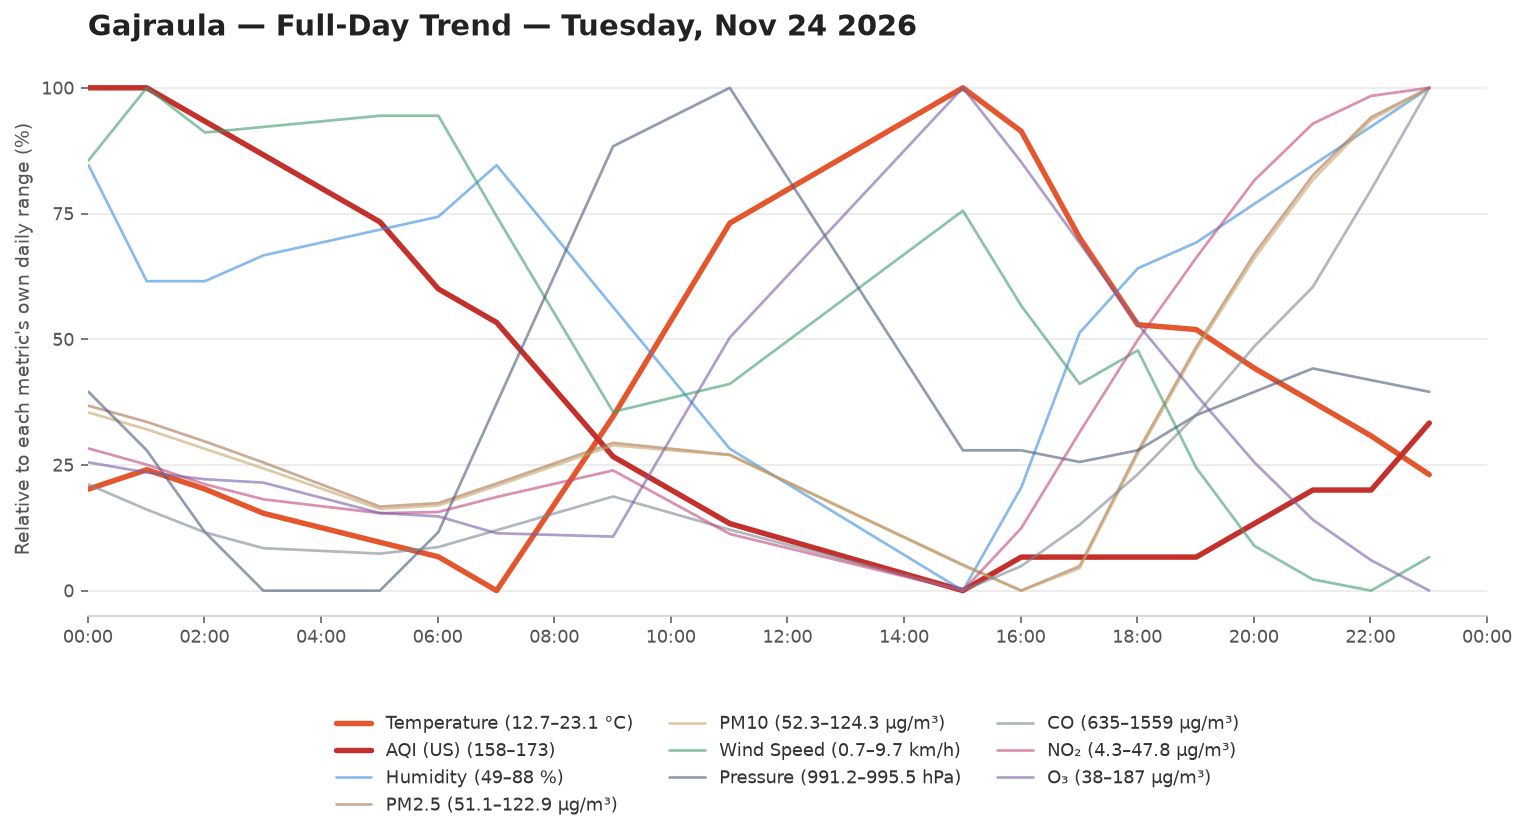 Gajraula — Full-Day Trend — Tuesday, Nov 24 2026
Relative to each metric's own daily range (%)
100
75
50
25
0
00:00 02:00 04:00 06:00 08:00 10:00 12:00 14:00 16:00 18:00 20:00 22:00 00:00
Temperature (12.7–23.1 °C)
AQI (US) (158–173)
Humidity (49–88 %)
PM2.5 (51.1–122.9 µg/m³)
PM10 (52.3–124.3 µg/m³)
Wind Speed (0.7–9.7 km/h)
Pressure (991.2–995.5 hPa)
CO (635–1559 µg/m³)
NO₂ (4.3–47.8 µg/m³)
O₃ (38–187 µg/m³)